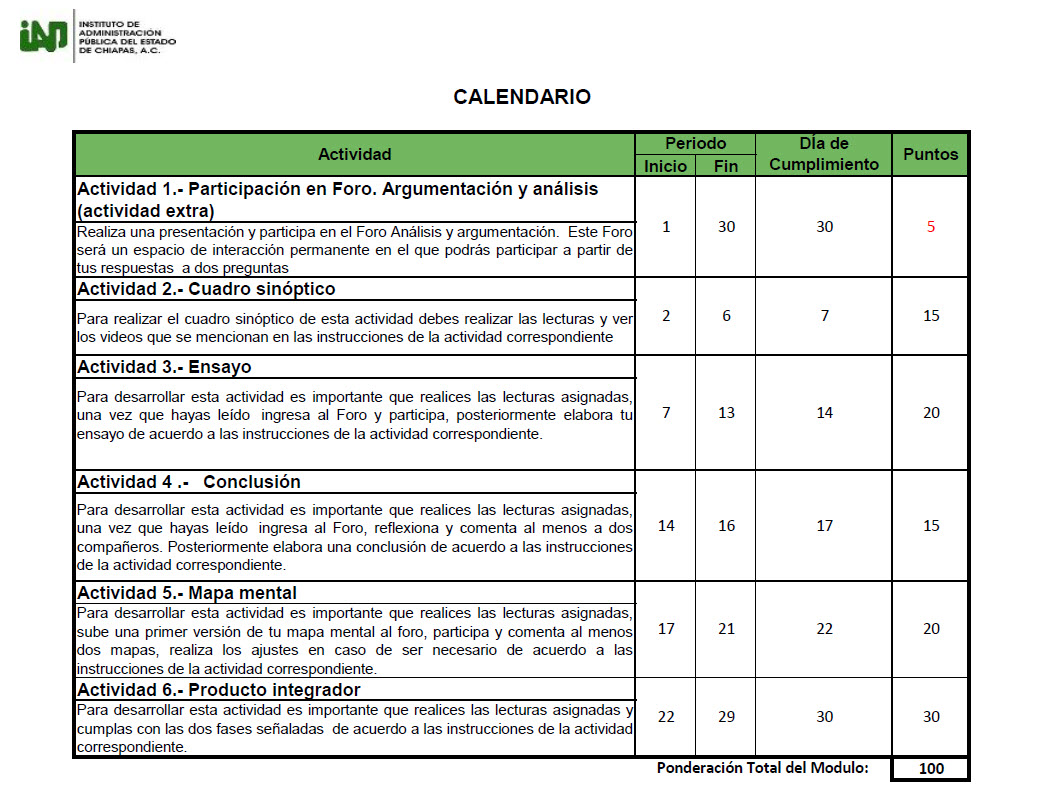 iAP
INSTITUTO DE
ADMINISTRACIÓN
PÚBLICA DEL ESTADO
DE CHIAPAS, A.C.
CALENDARIO
Actividad
Periodo
Día de
Cumplimiento
Puntos
Inicio
Fin
Actividad 1.- Participación en Foro. Argumentación y análisis
(actividad extra)
Realiza una presentación y participa en el Foro Análisis y argumentación. Este Foro
será un espacio de interacción permanente en el que podrás participar a partir de
tus respuestas a dos preguntas
1
30
30
5
Actividad 2.- Cuadro sinóptico
Para realizar el cuadro sinóptico de esta actividad debes realizar las lecturas y ver
los videos que se mencionan en las instrucciones de la actividad correspondiente
2
6
7
15
Actividad 3.- Ensayo
Para desarrollar esta actividad es importante que realices las lecturas asignadas,
una vez que hayas leído ingresa al Foro y participa, posteriormente elabora tu
ensayo de acuerdo a las instrucciones de la actividad correspondiente.
7
13
14
20
Actividad 4 .- Conclusión
Para desarrollar esta actividad es importante que realices las lecturas asignadas,
una vez que hayas leído ingresa al Foro, reflexiona y comenta al menos a dos
compañeros. Posteriormente elabora una conclusión de acuerdo a las instrucciones
de la actividad correspondiente.
14
16
17
15
Actividad 5.- Mapa mental
Para desarrollar esta actividad es importante que realices las lecturas asignadas,
sube una primer versión de tu mapa mental al foro, participa y comenta al menos
dos mapas, realiza los ajustes en caso de ser necesario de acuerdo a las
instrucciones de la actividad correspondiente.
17
21
22
20
Actividad 6.- Producto integrador
Para desarrollar esta actividad es importante que realices las lecturas asignadas y
cumplas con las dos fases señaladas de acuerdo a las instrucciones de la actividad
correspondiente.
22
29
30
30
Ponderación Total del Modulo:
100